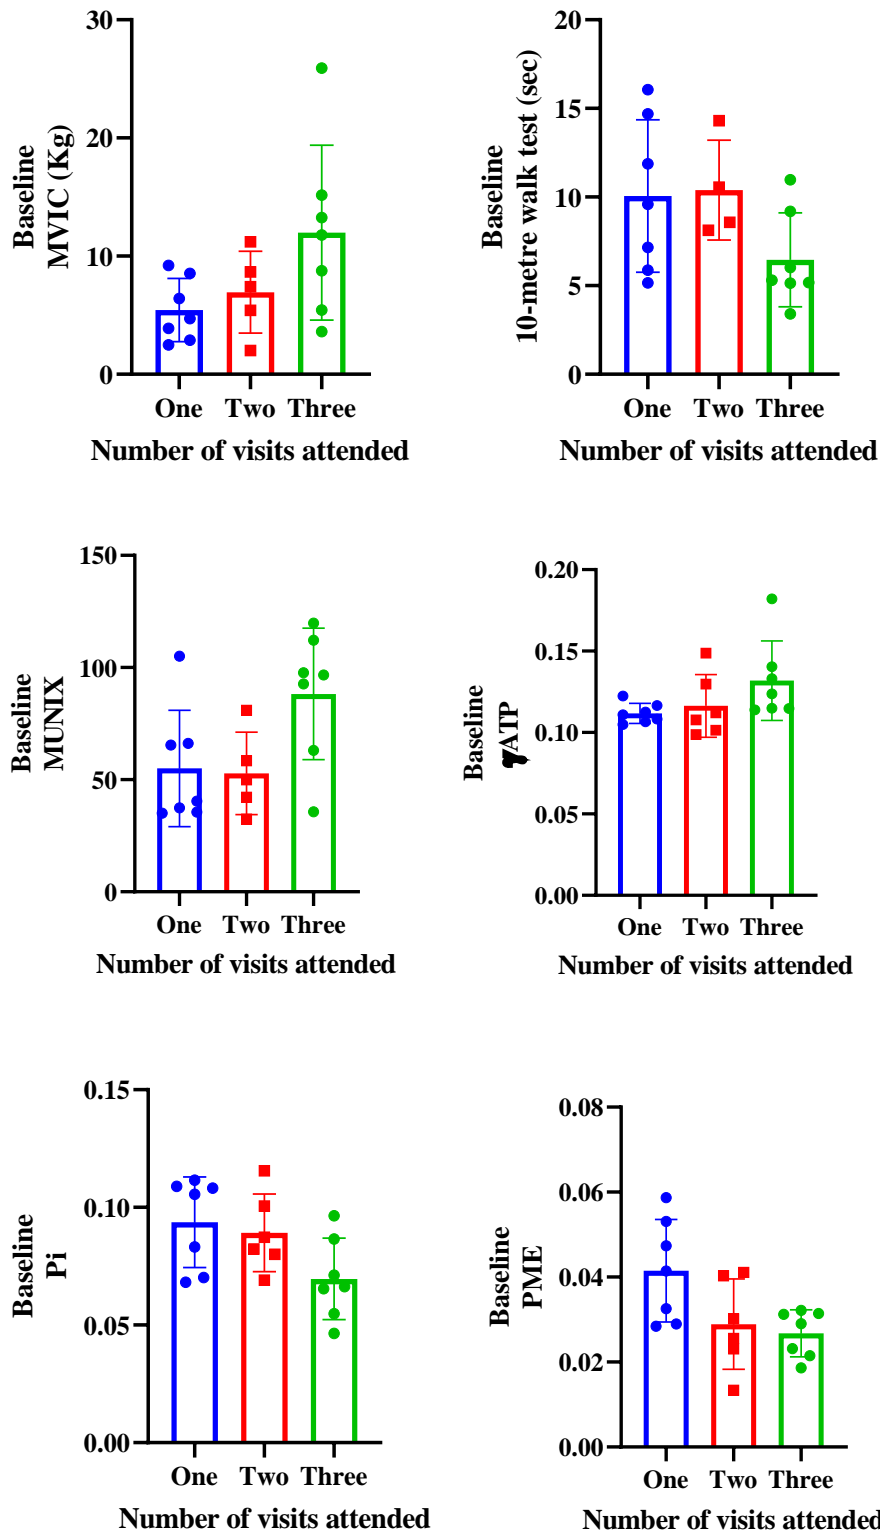 Baseline
MVIC (Kg)
30
20
10
0
One Two Three
Number of visits attended
Baseline
10-metre walk test (sec)
20
15
10
5
0
One Two Three
Number of visits attended
Baseline
MUNIX
150
100
50
0
One Two Three
Number of visits attended
Baseline
γATP
0.20
0.15
0.10
0.05
0.00
One Two Three
Number of visits attended
Baseline
Pi
0.15
0.10
0.05
0.00
One Two Three
Number of visits attended
Baseline
PME
0.08
0.06
0.04
0.02
0.00
One Two Three
Number of visits attended